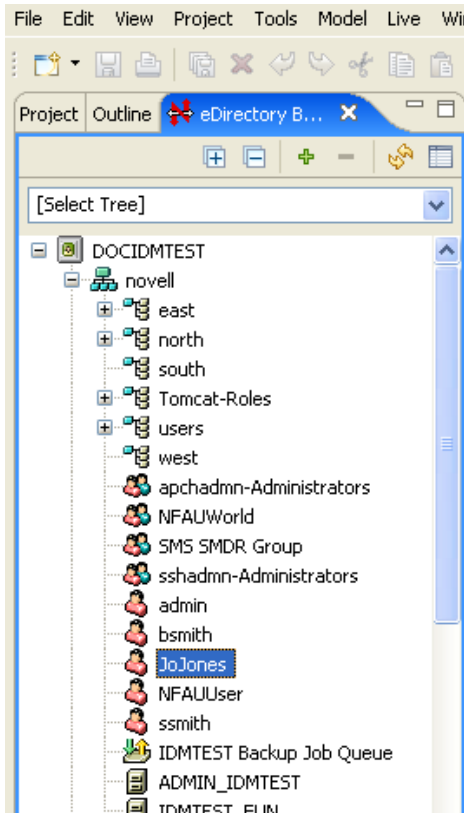 File Edit View Project Tools Model Live
Project Outline eDirectory B...
[Select Tree]
DOCIDMTEST
novell
east
north
south
Tomcat-Roles
users
west
apchadmn-Administrators
NFAUWorld
SMS SMDR Group
sshadmn-Administrators
admin
bsmith
JoJones
NFAUUser
ssmith
IDMTEST Backup Job Queue
ADMIN_IDMTEST